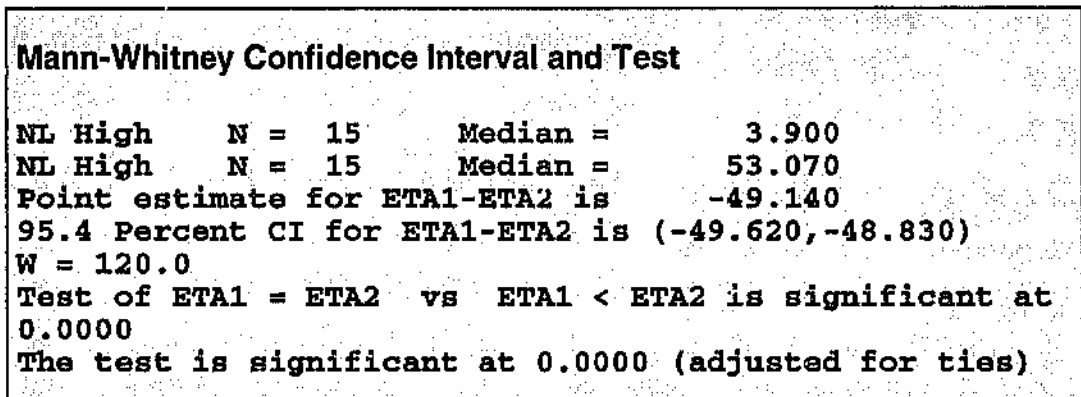 Mann-Whitney Confidence Interval and Test
NL High N = 15 Median = 3.900
NL High N = 15 Median = 53.070
Point estimate for ETA1-ETA2 is -49.140
95.4 Percent CI for ETA1-ETA2 is (-49.620,-48.830)
W = 120.0
Test of ETA1 = ETA2 vs ETA1 < ETA2 is significant at
0.0000
The test is significant at 0.0000 (adjusted for ties)